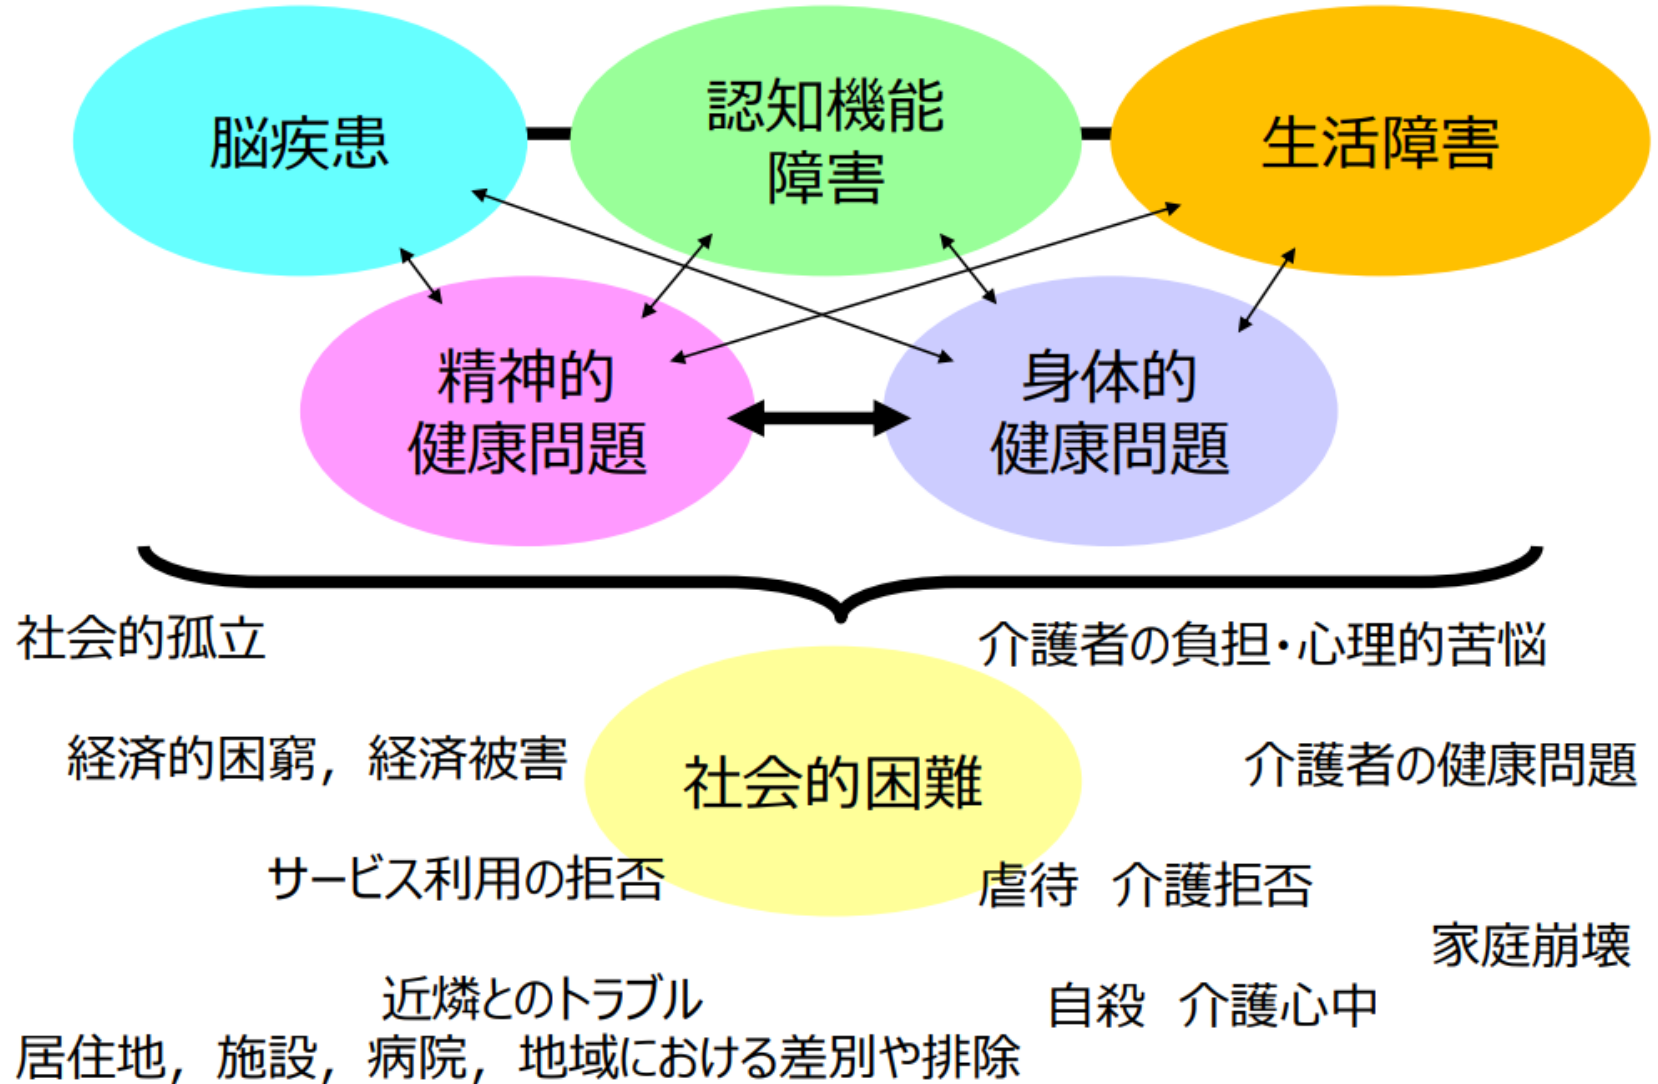 脳疾患
認知機能
障害
生活障害
精神的
健康問題
身体的
健康問題
社会的孤立
介護者の負担・心理的苦悩
経済的困窮，経済被害
社会的困難
介護者の健康問題
サービス利用の拒否
虐待　介護拒否
家庭崩壊
近燐とのトラブル
自殺　介護心中
居住地，施設，病院，地域における差別や排除